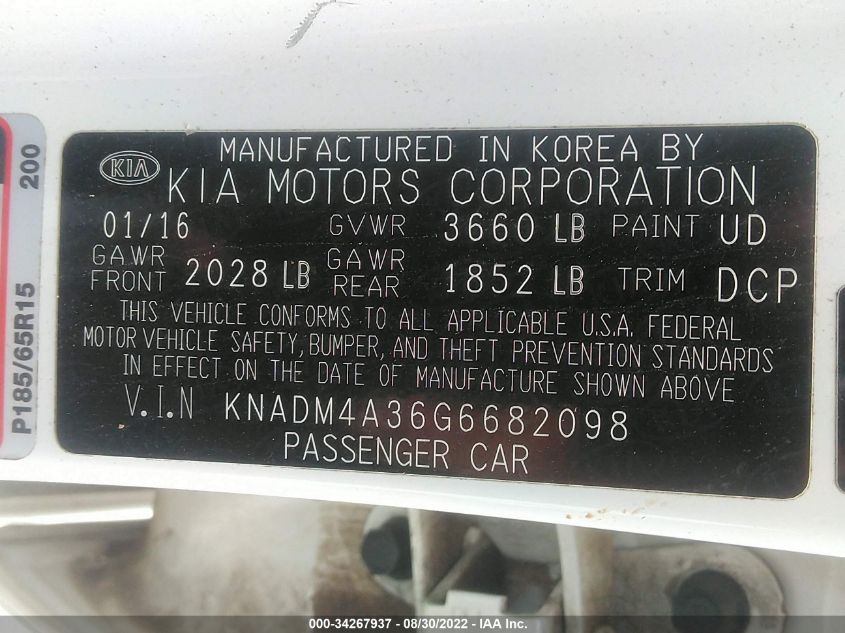 MANUFACTURED IN KOREA BY
KIA
KIA MOTORS CORPORATION
01/16 GVWR 3660 LB PAINT UD
GAWR FRONT 2028 LB GAWR REAR 1852 LB TRIM DCP
THIS VEHICLE CONFORMS TO ALL APPLICABLE U.S.A. FEDERAL
MOTOR VEHICLE SAFETY, BUMPER, AND THEFT PREVENTION STANDARDS
IN EFFECT ON THE DATE OF MANUFACTURE SHOWN ABOVE
V.I.N KNADM4A36G6682098
PASSENGER CAR
P185/65R15
200
000-34267937 - 08/30/2022 - IAA Inc.